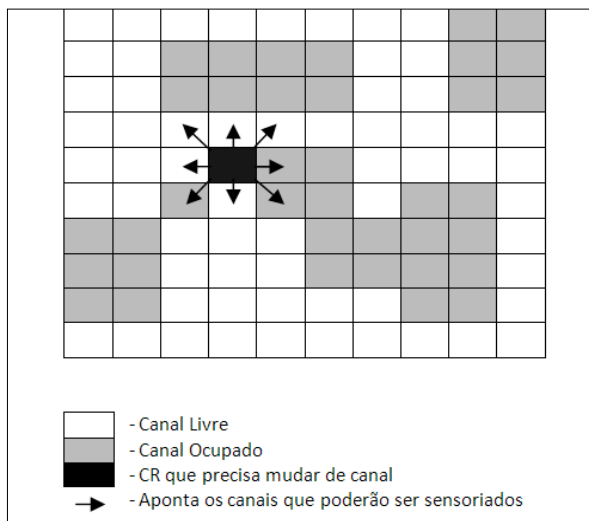 - Canal Livre
- Canal Ocupado
- CR que precisa mudar de canal
- Aponta os canais que poderão ser sensoriados